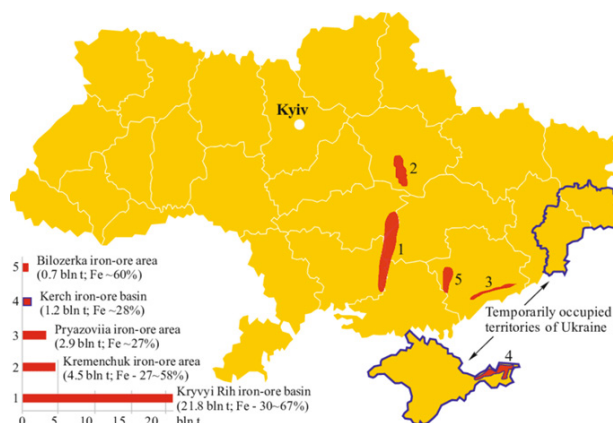 Kyiv
2
1
5
3
Temporarily occupied
territories of Ukraine
4
5 Bilozerka iron-ore area
(0.7 bln t; Fe ~60%)
4 Kerch iron-ore basin
(1.2 bln t; Fe ~28%)
3 Pryazoviia iron-ore area
(2.9 bln t; Fe ~27%)
2 Kremenchuk iron-ore area
(4.5 bln t; Fe - 27~58%)
1 Kryvyi Rih iron-ore basin
(21.8 bln t; Fe - 30~67%)
0 5 10 15 20 bln t